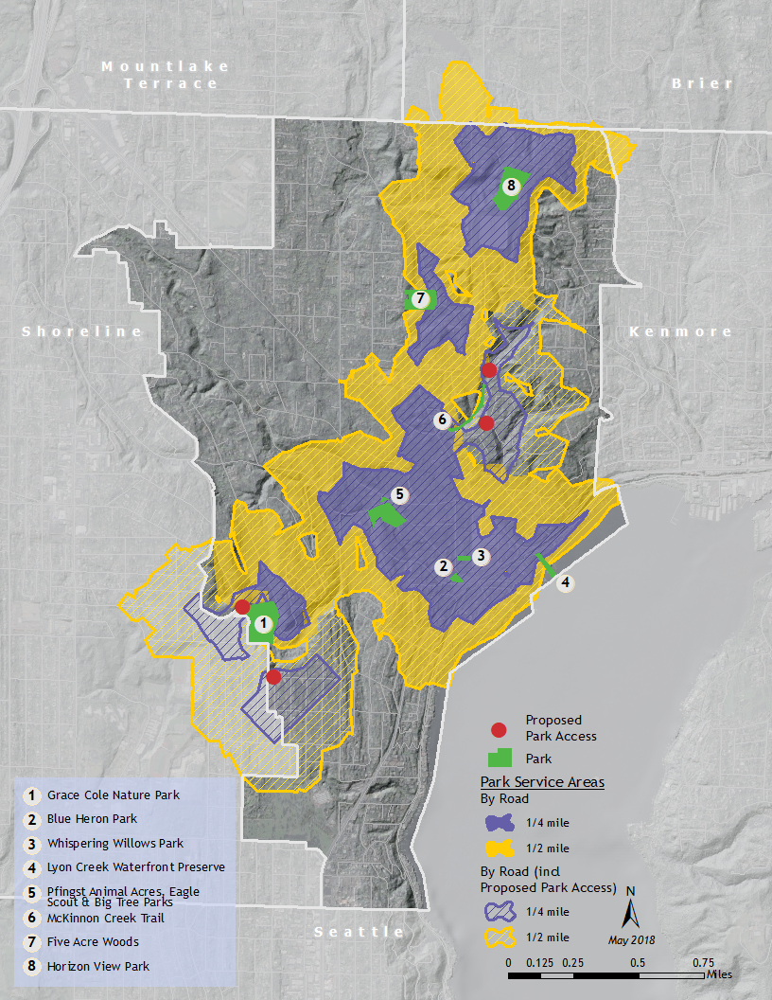 Mountlake
Terrace
Brier
8
7
Shoreline
Kenmore
6
5
3
2
4
1
Proposed
Park Access
Park
Park Service Areas
By Road
1/4 mile
1/2 mile
By Road (incl
Proposed Park Access)
1/4 mile
1/2 mile
N
May 2018
0 0.125 0.25 0.5 0.75
Miles
1 Grace Cole Nature Park
2 Blue Heron Park
3 Whispering Willows Park
4 Lyon Creek Waterfront Preserve
5 Pfingst Animal Acres, Eagle
Scout & Big Tree Parks
6 McKinnon Creek Trail
7 Five Acre Woods
8 Horizon View Park
Seattle